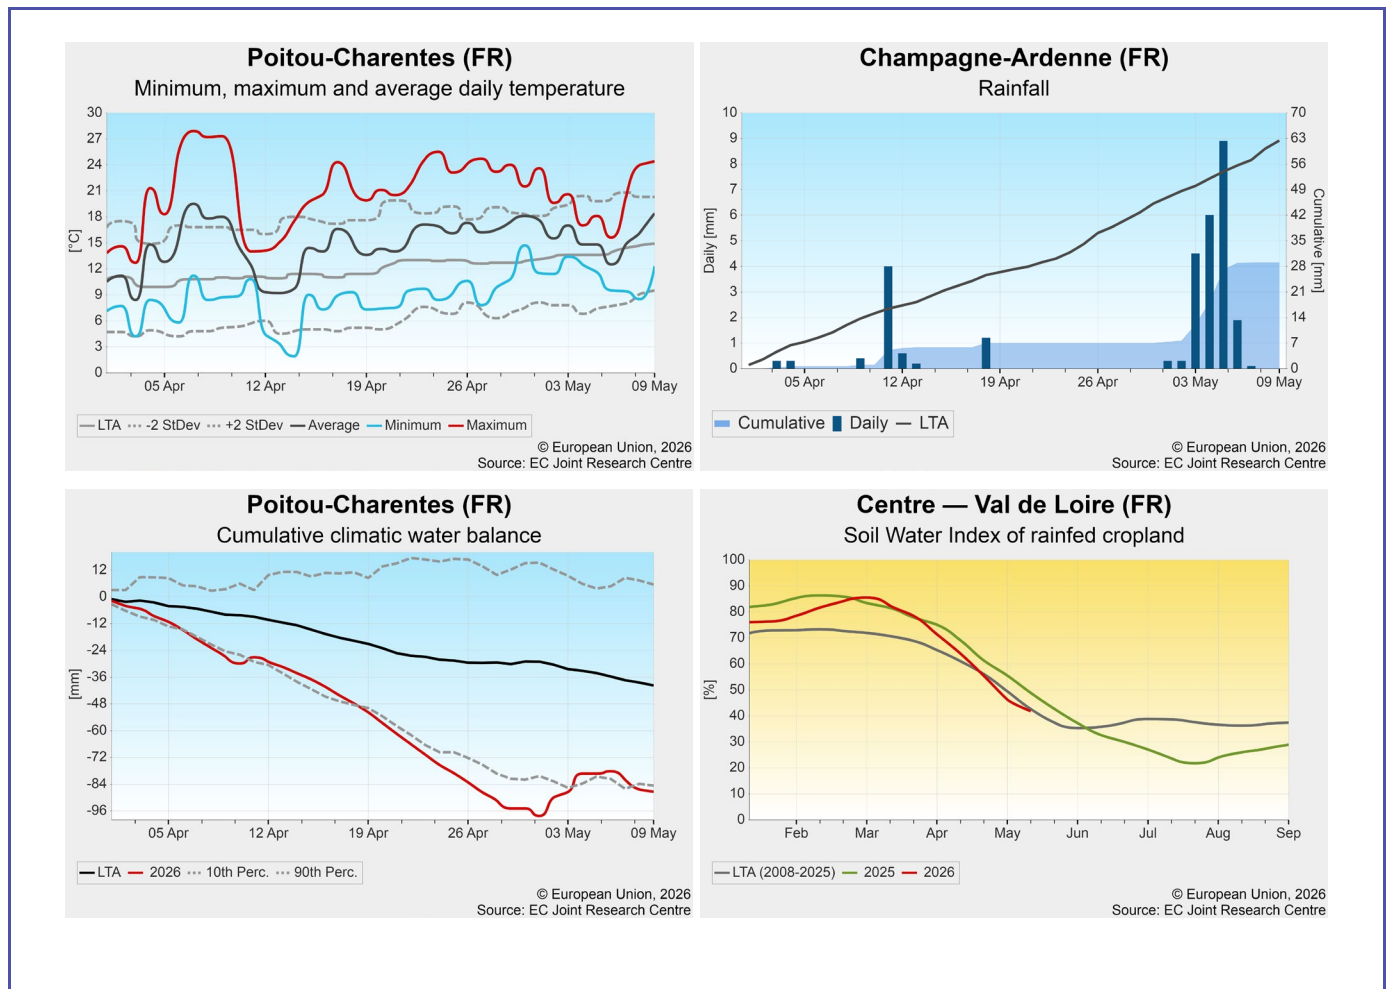 Poitou-Charentes (FR)
Minimum, maximum and average daily temperature
[°C]
30
27
24
21
18
15
12
9
6
3
0
05 Apr 12 Apr 19 Apr 26 Apr 03 May 09 May
LTA -2 StDev +2 StDev Average Minimum Maximum
© European Union, 2026
Source: EC Joint Research Centre
Champagne-Ardenne (FR)
Rainfall
Daily [mm]
10
9
8
7
6
5
4
3
2
1
0
70
63
56
49
42
35
28
21
14
7
0
Cumulative [mm]
05 Apr 12 Apr 19 Apr 26 Apr 03 May 09 May
Cumulative Daily LTA
© European Union, 2026
Source: EC Joint Research Centre
Poitou-Charentes (FR)
Cumulative climatic water balance
[mm]
12
0
-12
-24
-36
-48
-60
-72
-84
-96
05 Apr 12 Apr 19 Apr 26 Apr 03 May 09 May
LTA 2026 10th Perc. 90th Perc.
© European Union, 2026
Source: EC Joint Research Centre
Centre — Val de Loire (FR)
Soil Water Index of rainfed cropland
[%]
100
90
80
70
60
50
40
30
20
10
0
Feb Mar Apr May Jun Jul Aug Sep
LTA (2008-2025) 2025 2026
© European Union, 2026
Source: EC Joint Research Centre